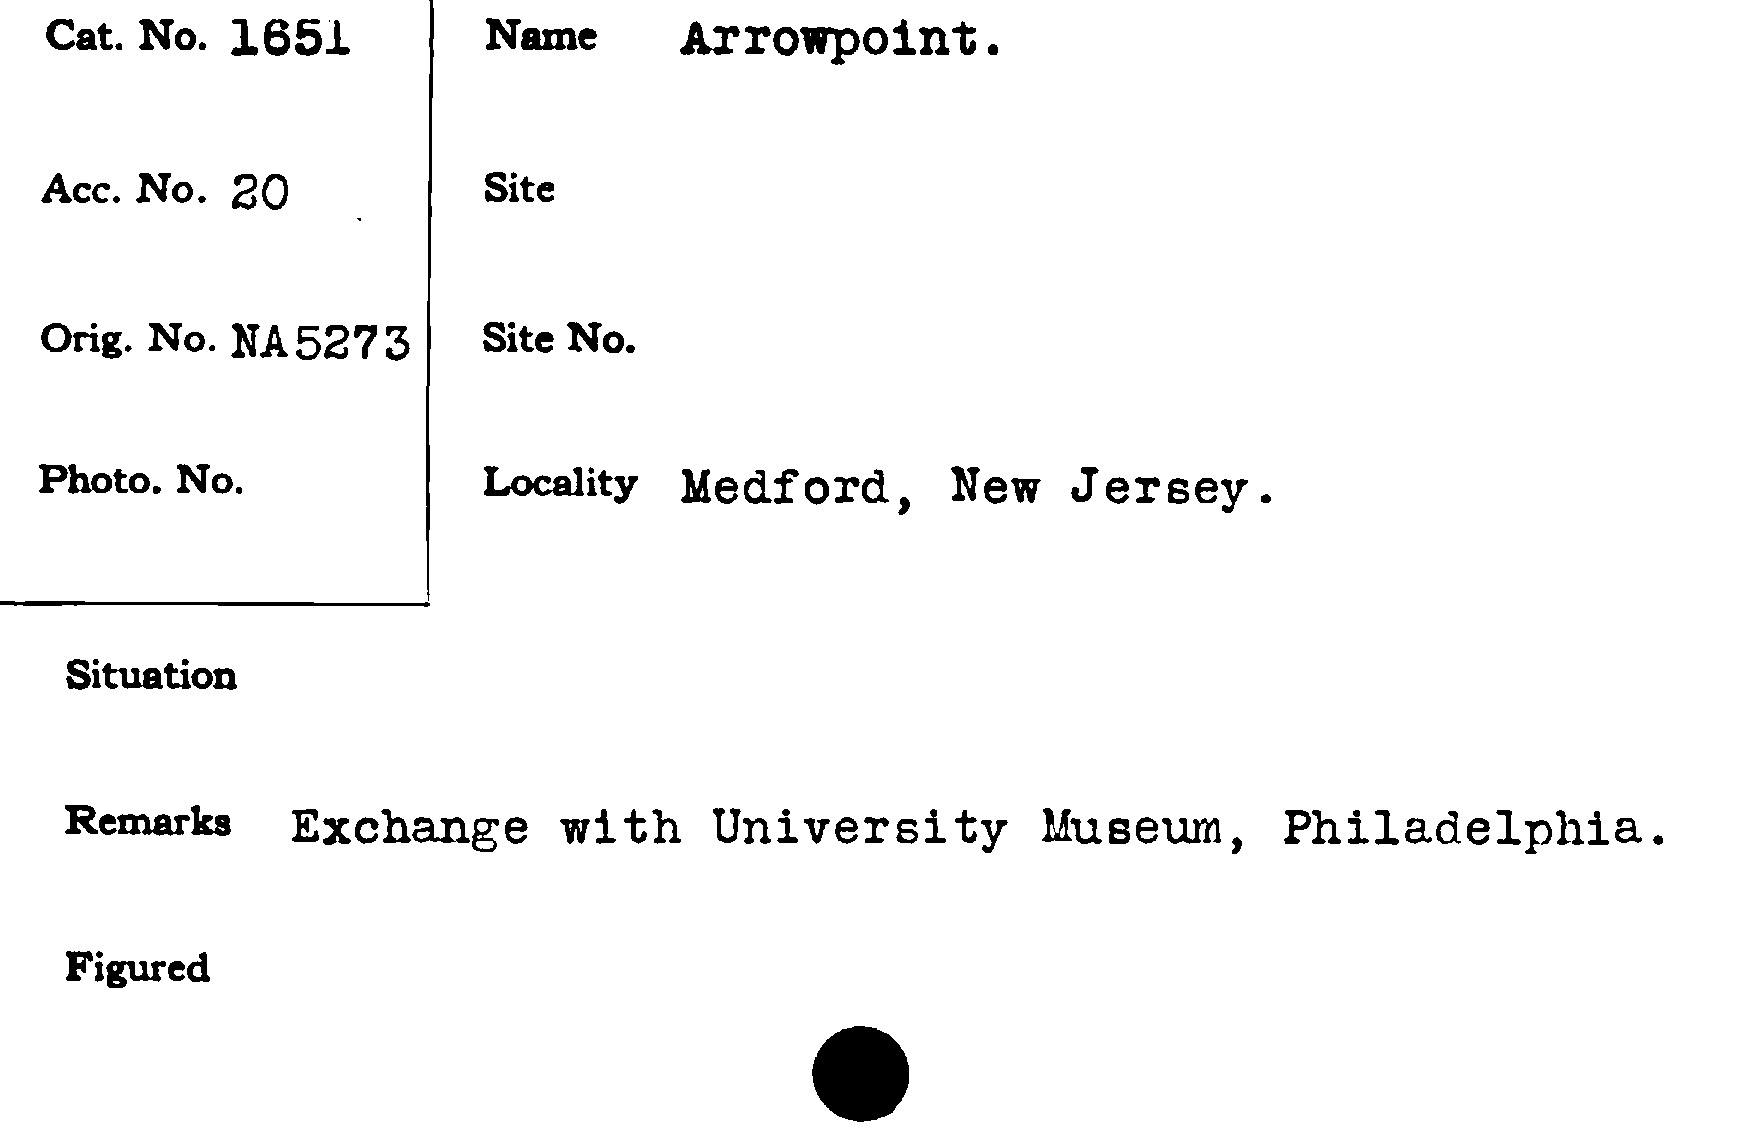 Cat. No. 1651
Name Arrowpoint.
Acc. No. 20
Site
Orig. No. NA5273
Site No.
Photo. No.
Locality Medford, New Jersey.
Situation
Remarks Exchange with University Museum, Philadelphia.
Figured